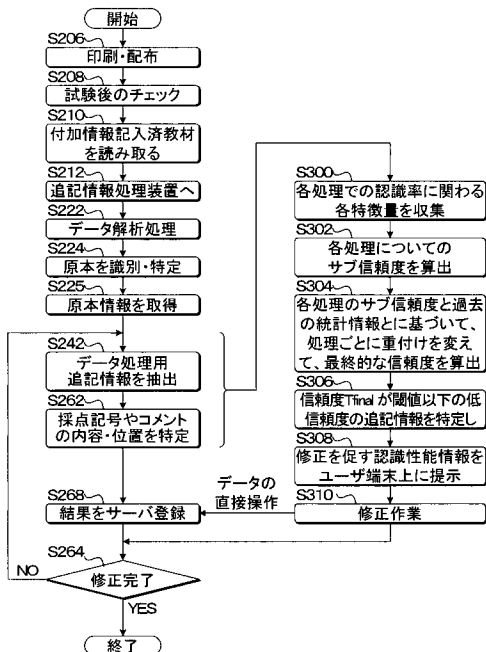 開始
S206
印刷・配布
S208
試験後のチェック
S210
付加情報記入済教材
を読み取る
S212
追記情報処理装置へ
S222
データ解析処理
S224
原本を識別・特定
S225
原本情報を取得
S242
データ処理用
追記情報を抽出
S262
採点記号やコメント
の内容・位置を特定
S268
結果をサーバ登録
S264
修正完了
NO
YES
終了
S300
各処理での認識率に関わる
各特徴量を収集
S302
各処理についての
サブ信頼度を算出
S304
各処理のサブ信頼度と過去
の統計情報とに基づいて、
処理ごとに重付けを変え
て、最終的な信頼度を算出
S306
信頼度Tfinalが閾値以下の低
信頼度の追記情報を特定し
S308
修正を促す認識性能情報を
ユーザ端末上に提示
S310
修正作業
データの
直接操作